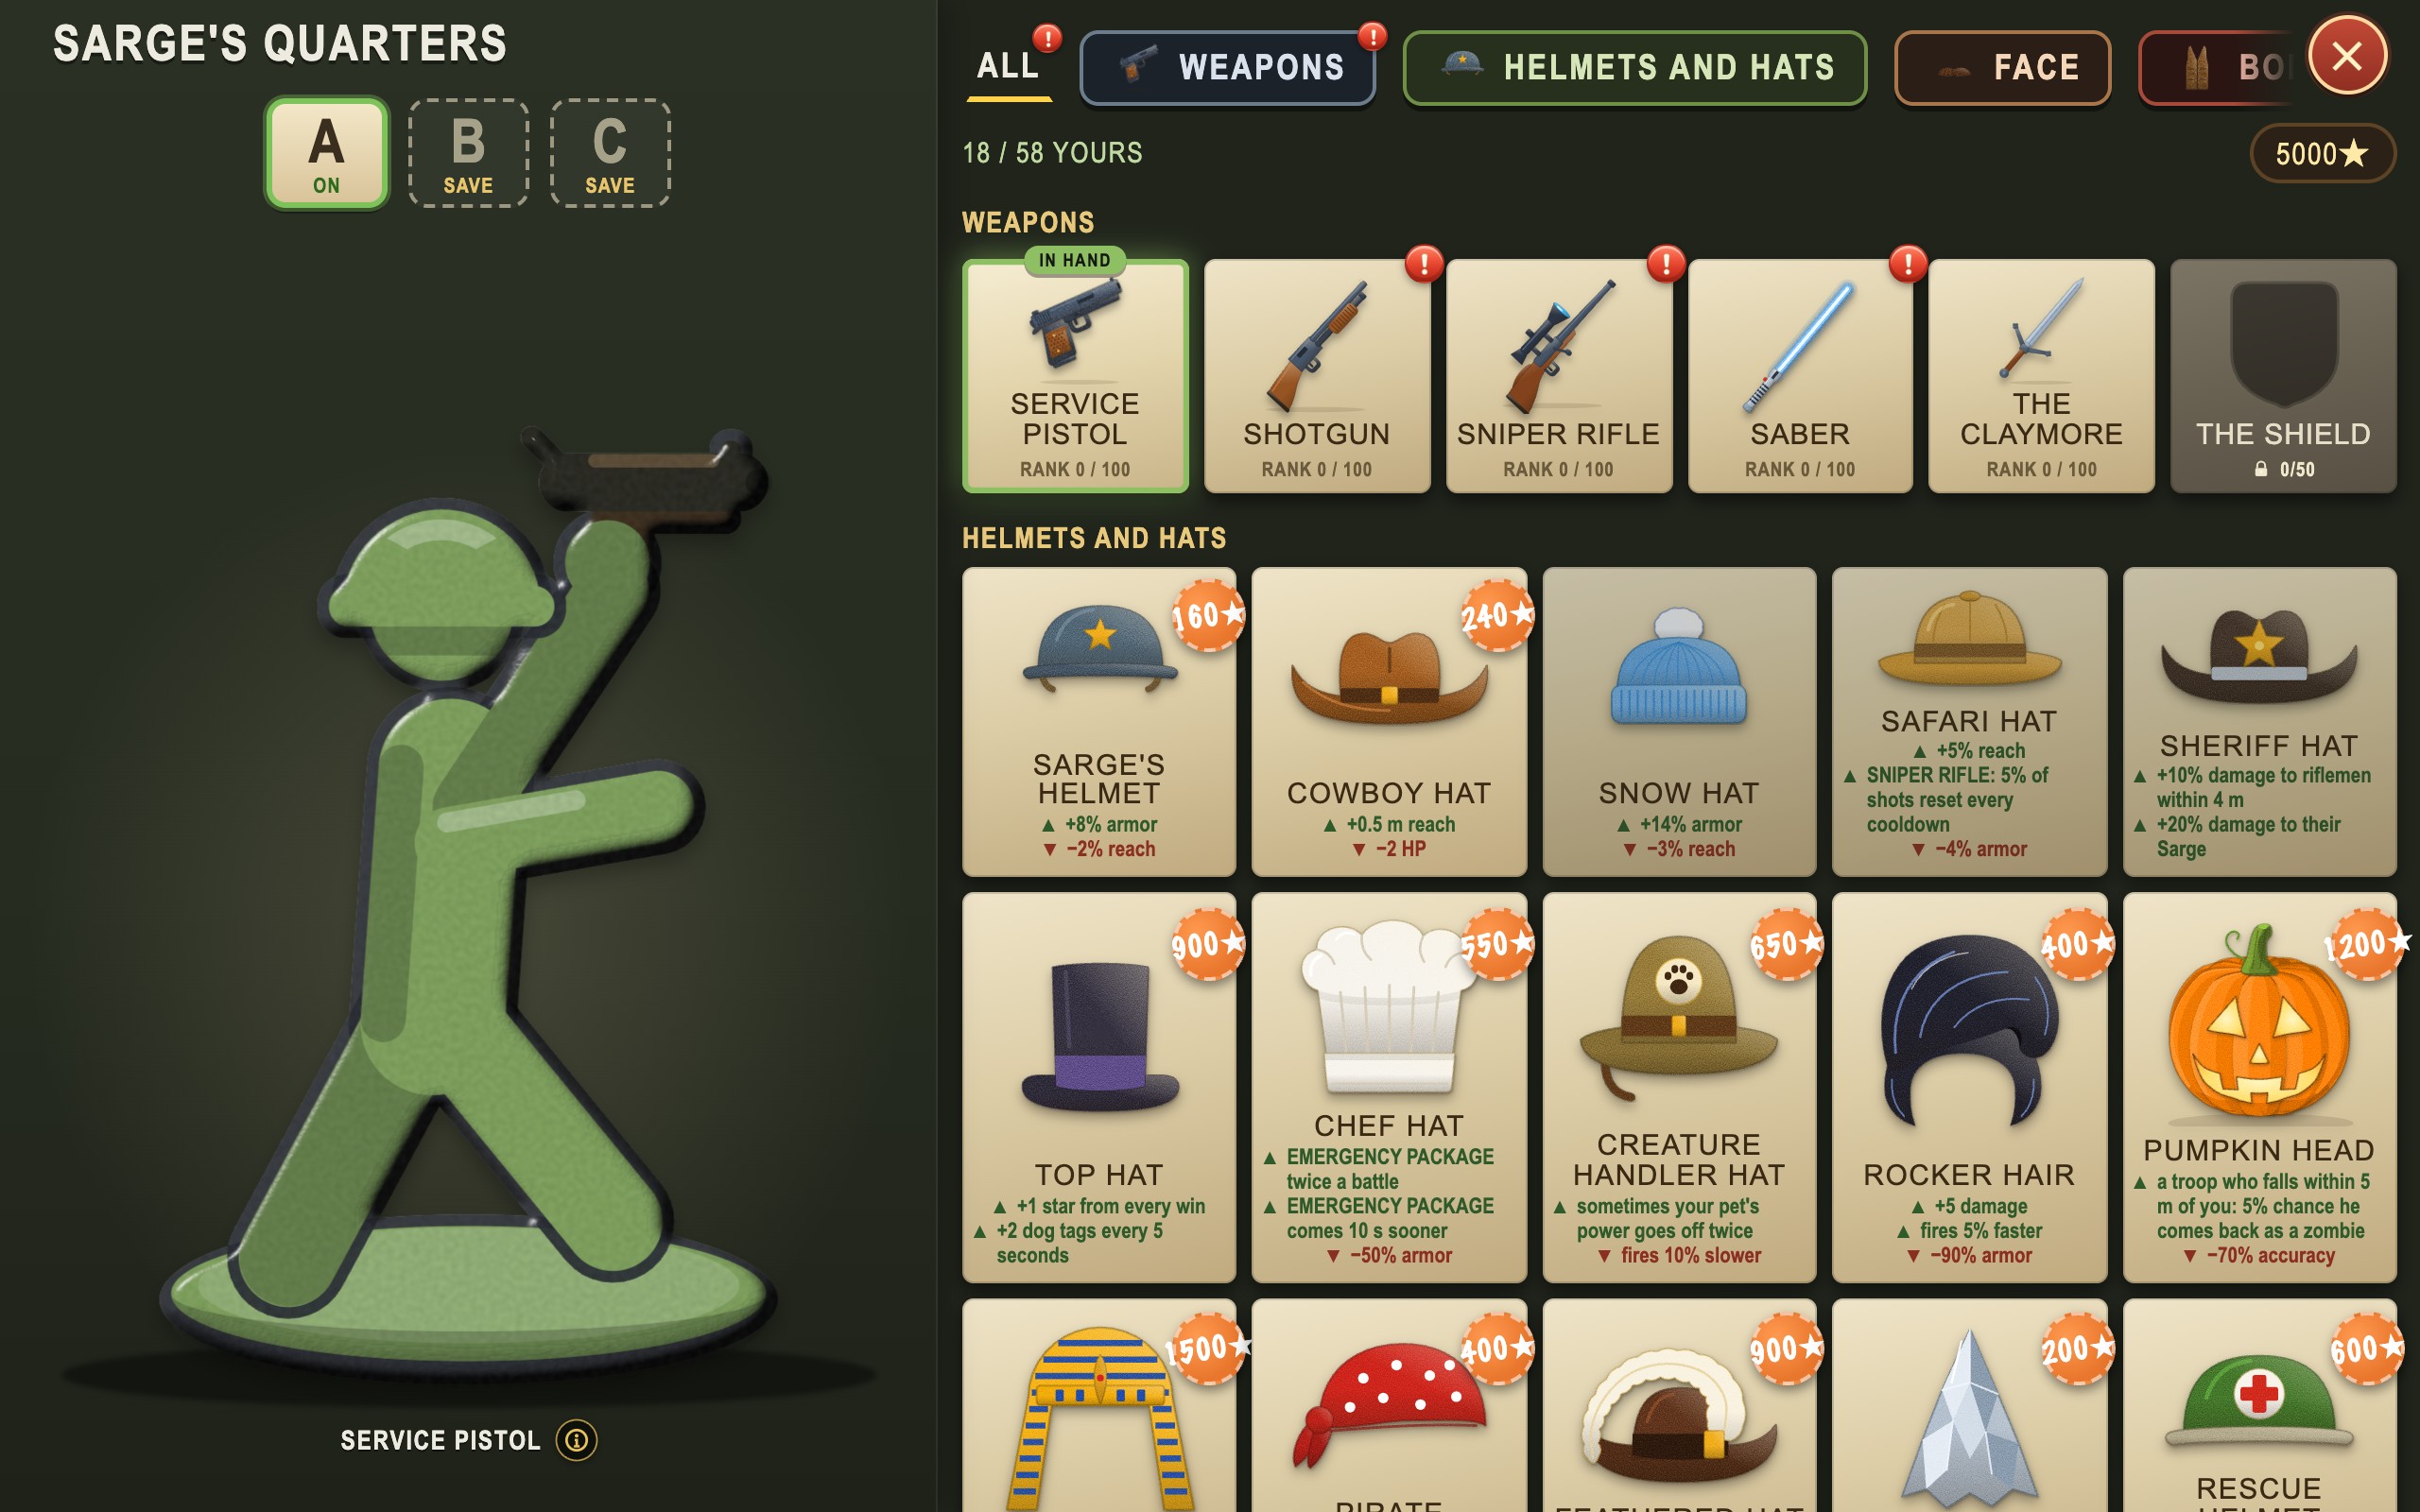 SARGE'S QUARTERS
A
ON
B
SAVE
C
SAVE
SERVICE PISTOL
ALL
WEAPONS
HELMETS AND HATS
FACE
18 / 58 YOURS
5000★
WEAPONS
IN HAND
SERVICE
PISTOL
RANK 0 / 100
SHOTGUN
RANK 0 / 100
SNIPER RIFLE
RANK 0 / 100
SABER
RANK 0 / 100
THE
CLAYMORE
RANK 0 / 100
THE SHIELD
0/50
HELMETS AND HATS
160★
SARGE'S
HELMET
▲ +8% armor
▼ −2% reach
240★
COWBOY HAT
▲ +0.5 m reach
▼ −2 HP
SNOW HAT
▲ +14% armor
▼ −3% reach
SAFARI HAT
▲ +5% reach
▲ SNIPER RIFLE: 5% of
shots reset every
cooldown
▼ −4% armor
SHERIFF HAT
▲ +10% damage to riflemen
within 4 m
▲ +20% damage to their
Sarge
900★
TOP HAT
▲ +1 star from every win
▲ +2 dog tags every 5
seconds
550★
CHEF HAT
▲ EMERGENCY PACKAGE
twice a battle
▲ EMERGENCY PACKAGE
comes 10 s sooner
▼ −50% armor
650★
CREATURE
HANDLER HAT
▲ sometimes your pet's
power goes off twice
▼ fires 10% slower
400★
ROCKER HAIR
▲ +5 damage
▲ fires 5% faster
▼ −90% armor
1200★
PUMPKIN HEAD
▲ a troop who falls within 5
m of you: 5% chance he
comes back as a zombie
▼ −70% accuracy
1500★
400★
PIRATE
900★
FEATHERED HAT
200★
600★
RESCUE
HELMET